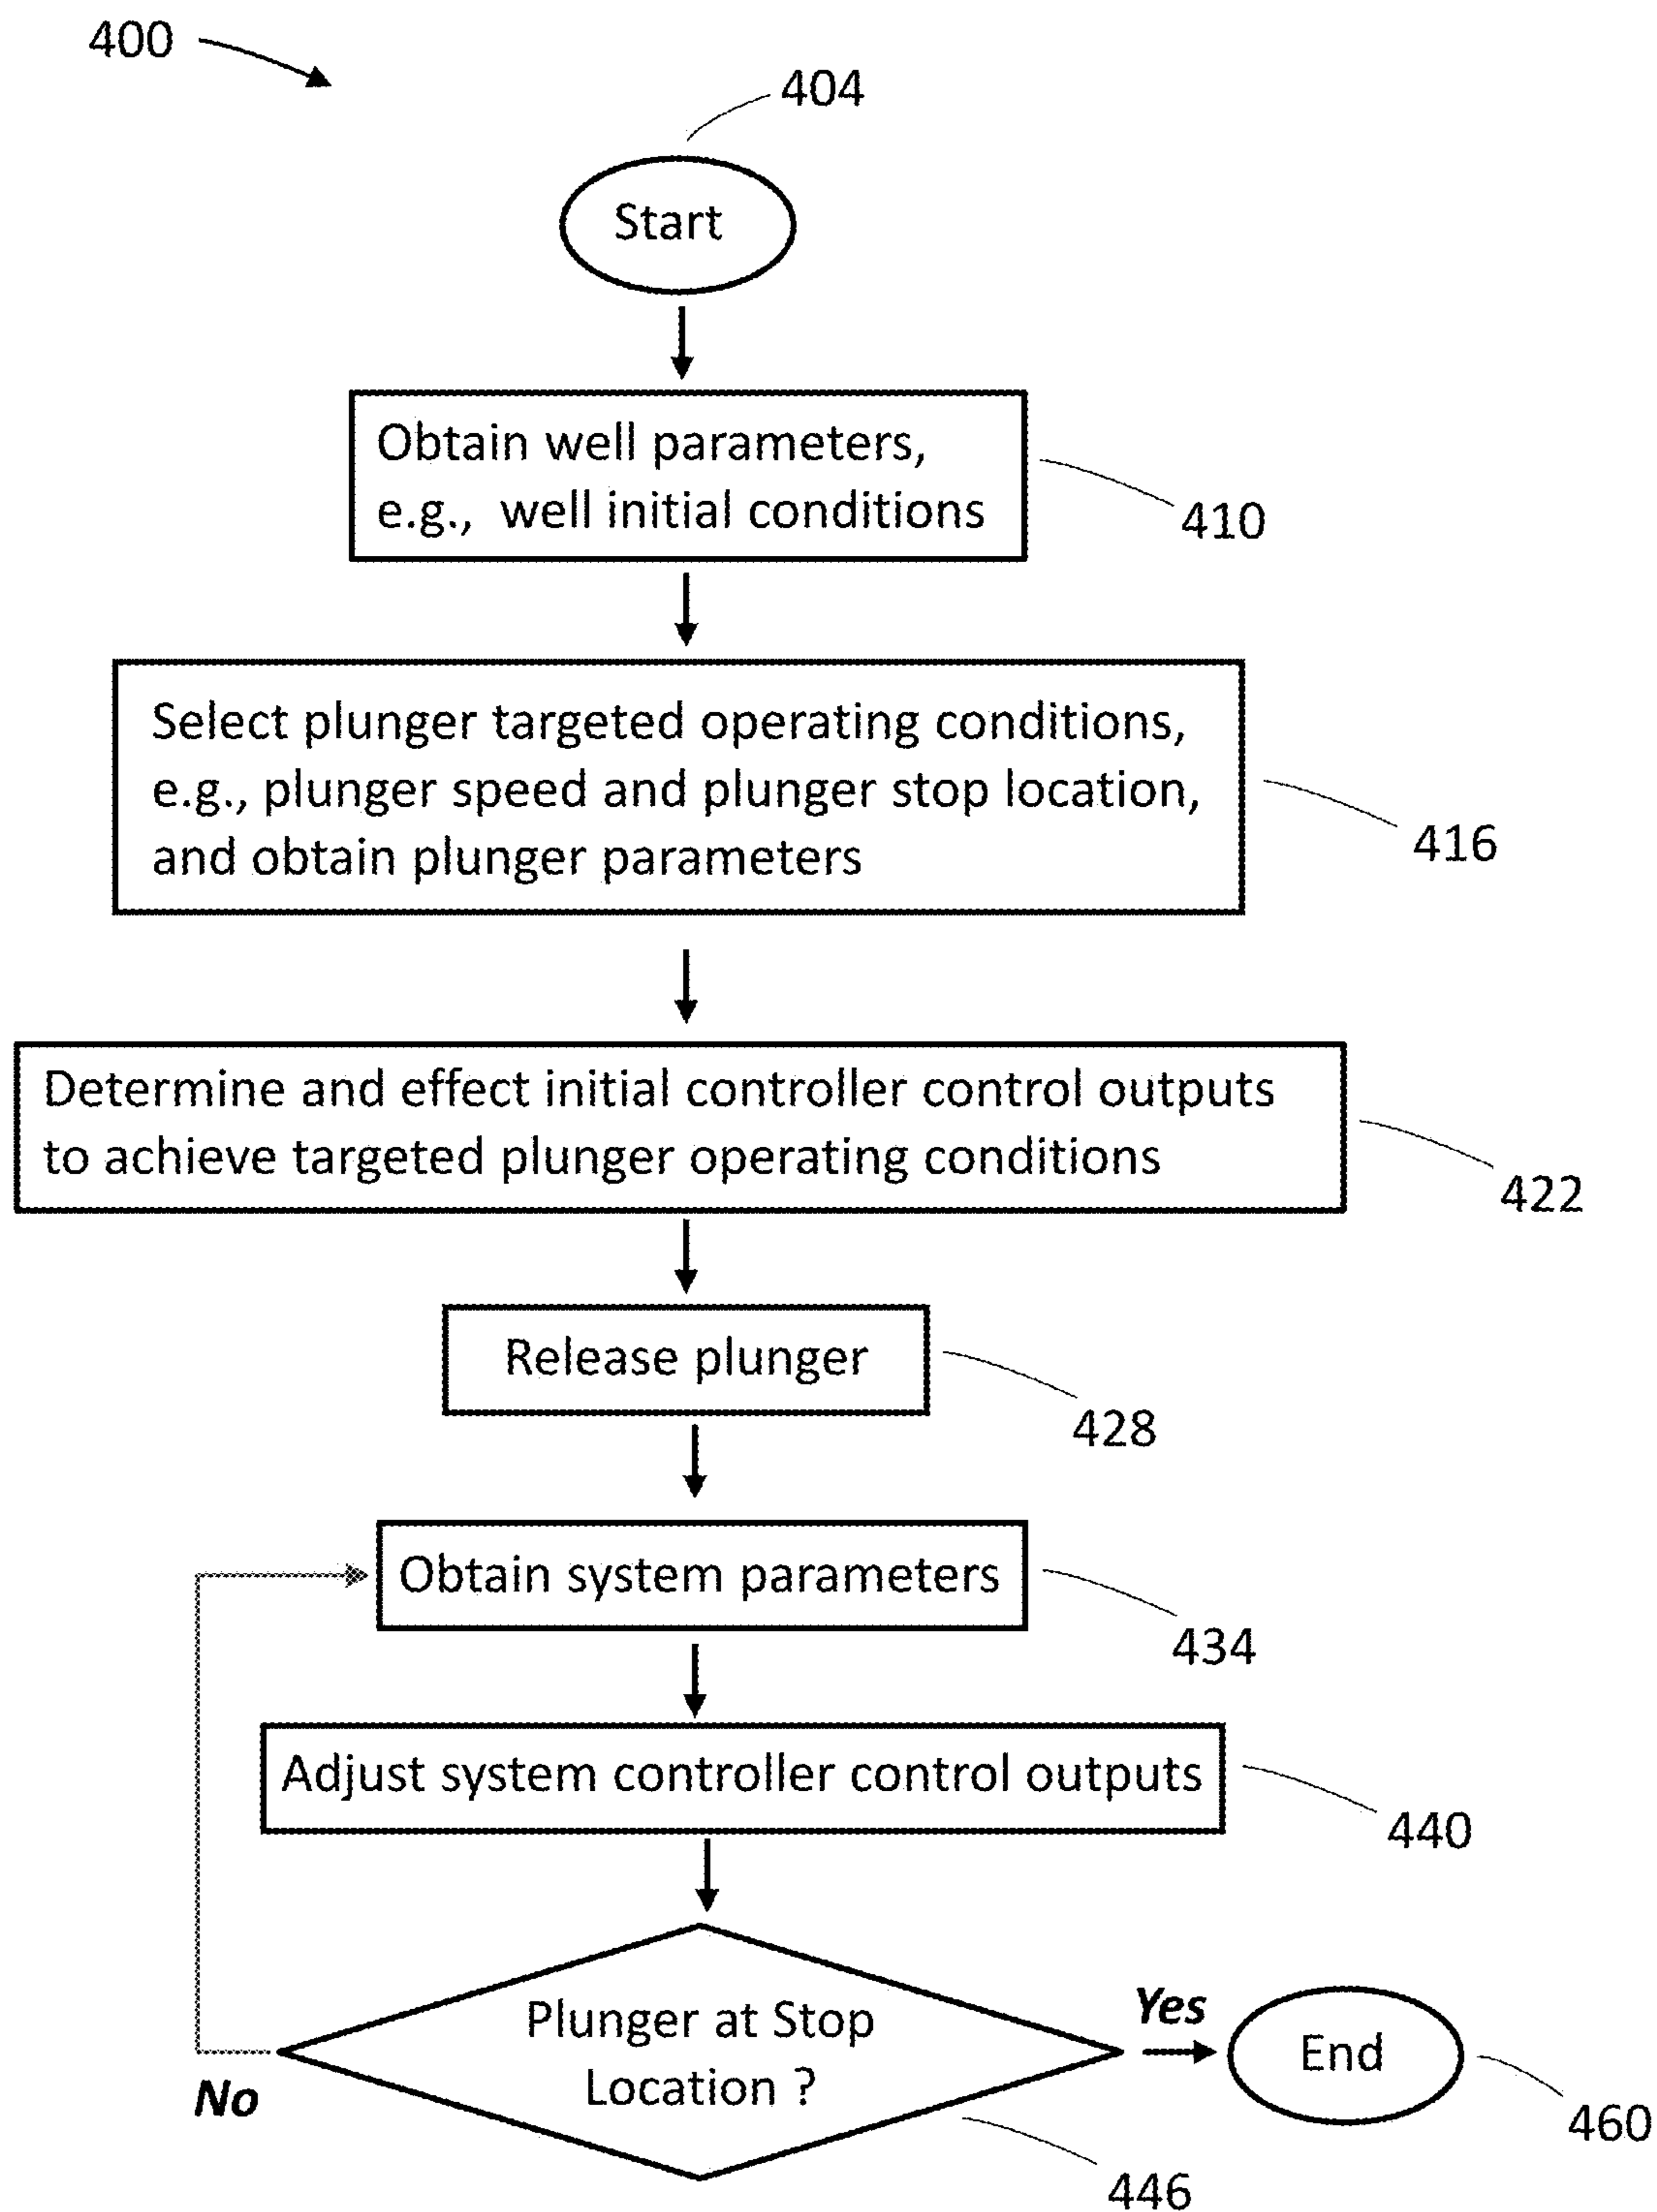 400
404
Start
Obtain well parameters,
e.g., well initial conditions
410
Select plunger targeted operating conditions,
e.g., plunger speed and plunger stop location,
and obtain plunger parameters
416
Determine and effect initial controller control outputs
to achieve targeted plunger operating conditions
422
Release plunger
428
Obtain system parameters
434
Adjust system controller control outputs
440
Plunger at Stop
Location ?
Yes
End
No
460
446